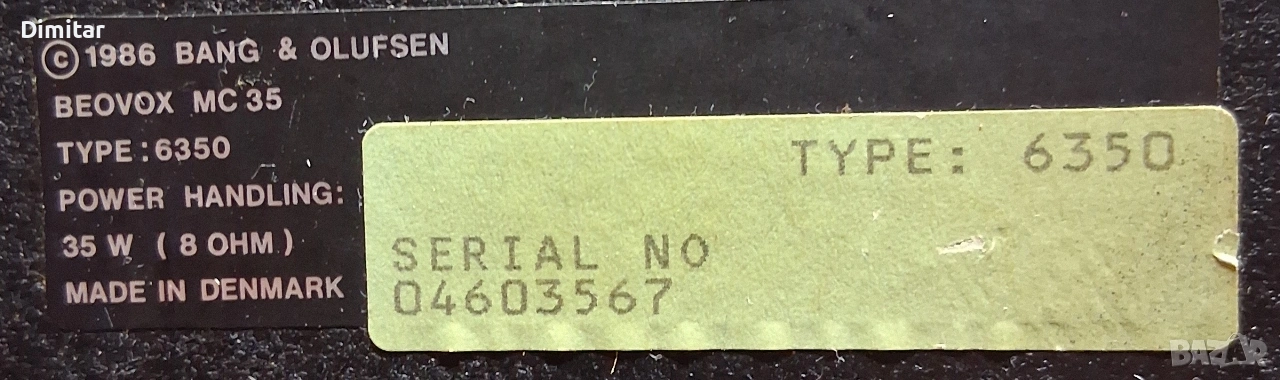 Dimitar
© 1986 BANG & OLUFSEN
BEOVOX MC 35
TYPE : 6350
POWER HANDLING:
35 W ( 8 OHM )
MADE IN DENMARK
TYPE: 6350
SERIAL NO
04603567
BAZAR